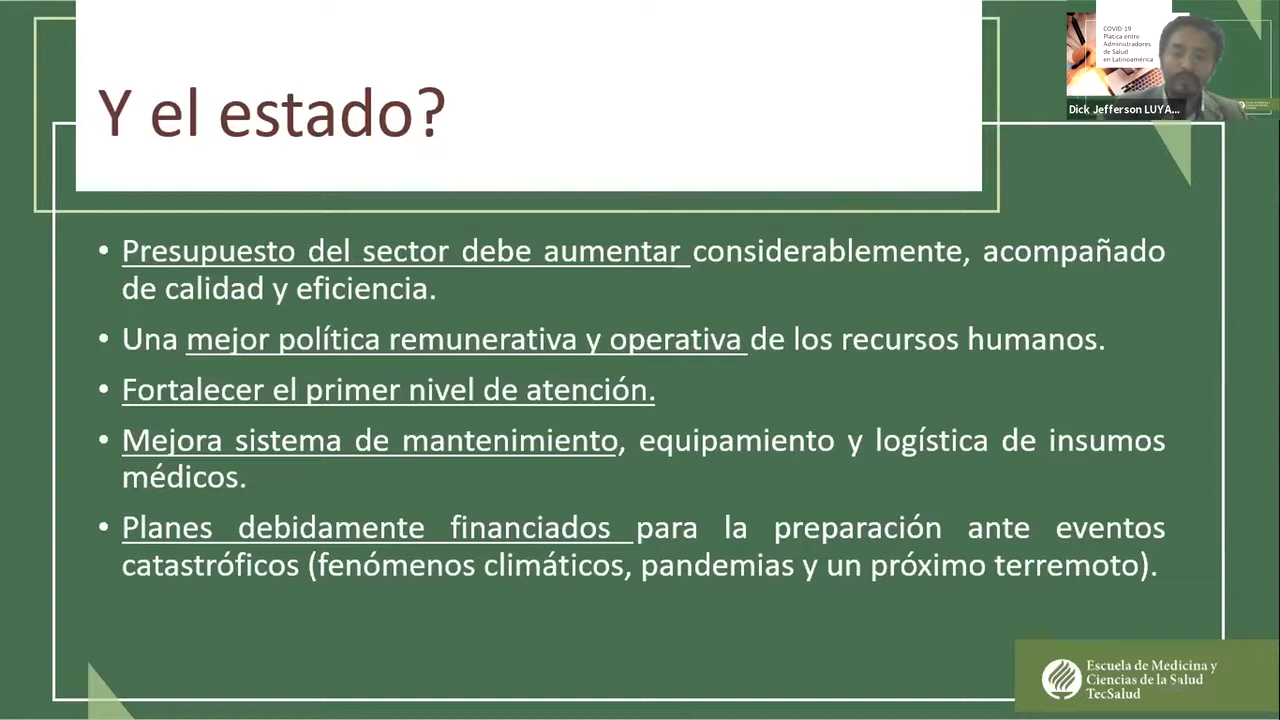 Y el estado?
COVID 19
Plática entre
Administradores
de Salud
en Latinoamérica
Dick Jefferson LUYA...
• Presupuesto del sector debe aumentar considerablemente, acompañado
de calidad y eficiencia.
• Una mejor política remunerativa y operativa de los recursos humanos.
• Fortalecer el primer nivel de atención.
• Mejora sistema de mantenimiento, equipamiento y logística de insumos
médicos.
• Planes debidamente financiados para la preparación ante eventos
catastróficos (fenómenos climáticos, pandemias y un próximo terremoto).
Escuela de Medicina y
Ciencias de la Salud
TecSalud